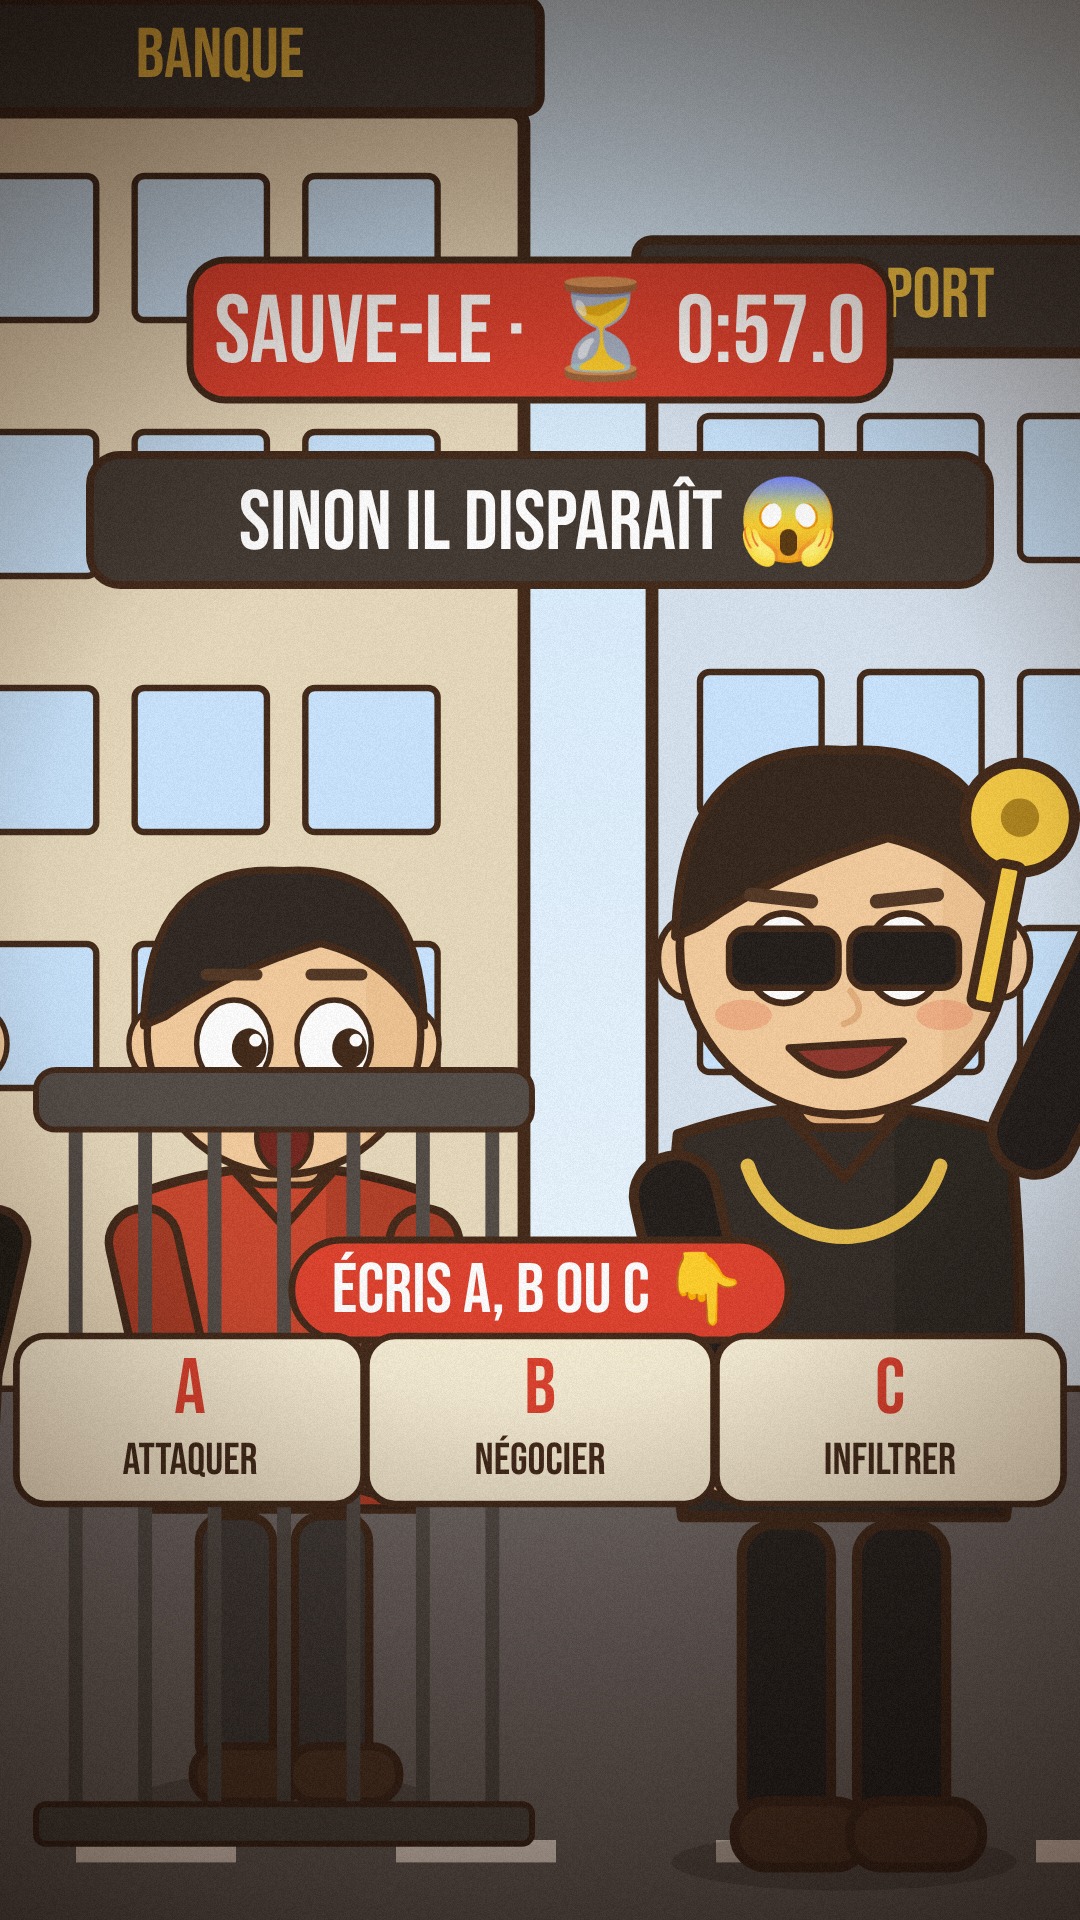 BANQUE
PORT
SAUVE-LE · ⏳ 0:57.0
SINON IL DISPARAÎT 😱
ÉCRIS A, B OU C 👇
A
ATTAQUER
B
NÉGOCIER
C
INFILTRER